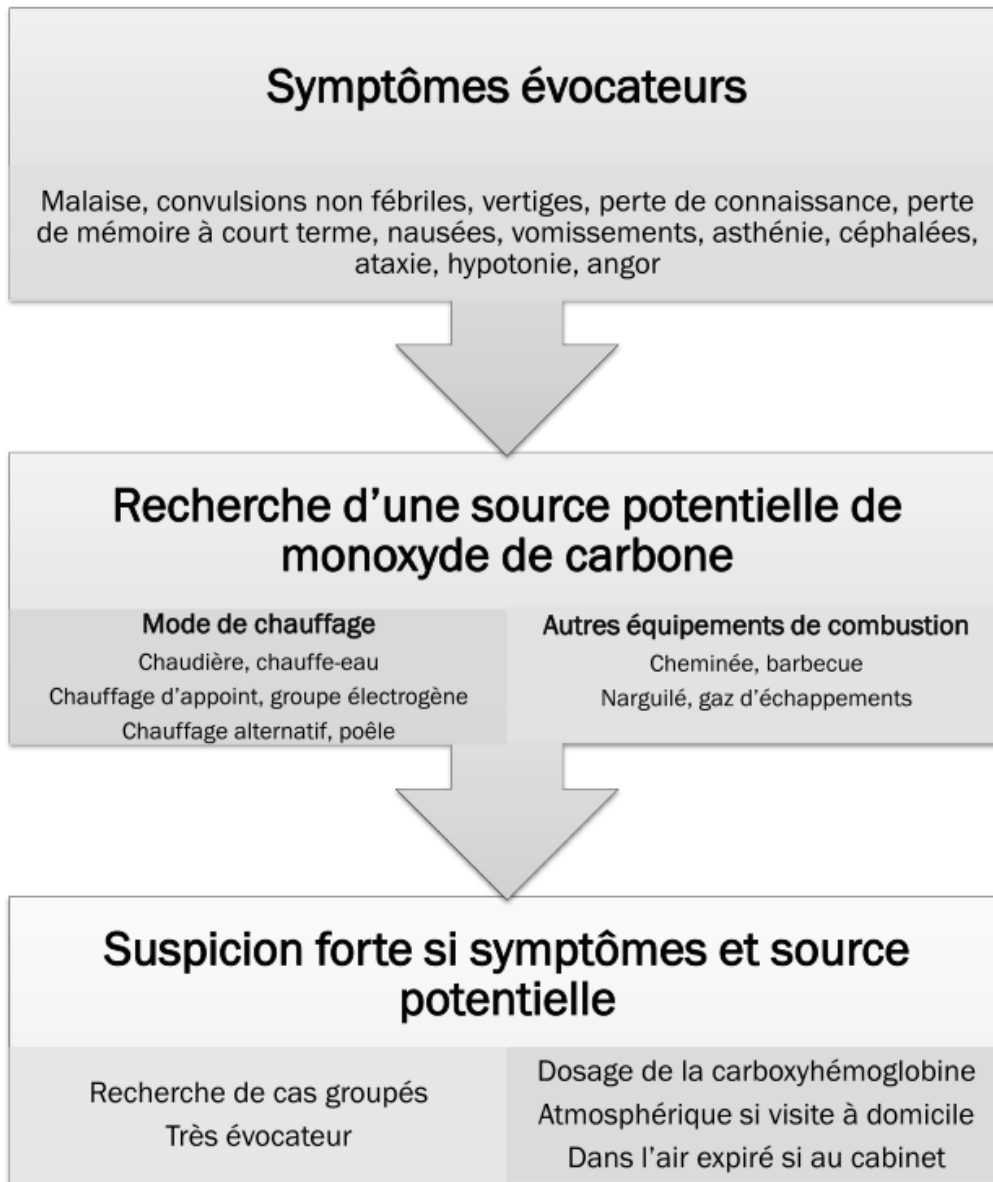 Symptômes évocateurs
Malaise, convulsions non fébriles, vertiges, perte de connaissance, perte
de mémoire à court terme, nausées, vomissements, asthénie, céphalées,
ataxie, hypotonie, angor
Recherche d'une source potentielle de
monoxyde de carbone
Mode de chauffage
Chaudière, chauffe-eau
Chauffage d'appoint, groupe électrogène
Chauffage alternatif, poêle
Autres équipements de combustion
Cheminée, barbecue
Narguilé, gaz d'échappements
Suspicion forte si symptômes et source
potentielle
Recherche de cas groupés
Très évocateur
Dosage de la carboxyhémoglobine
Atmosphérique si visite à domicile
Dans l'air expiré si au cabinet